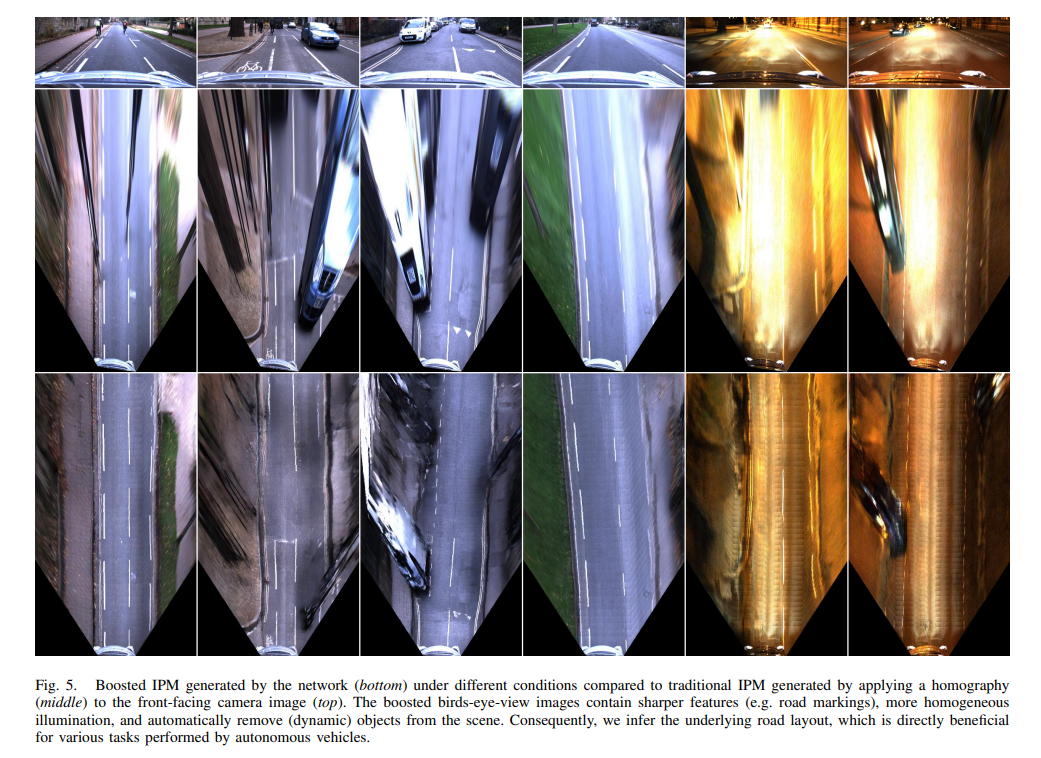 Fig. 5. Boosted IPM generated by the network (bottom) under different conditions compared to traditional IPM generated by applying a homography
(middle) to the front-facing camera image (top). The boosted birds-eye-view images contain sharper features (e.g. road markings), more homogeneous
illumination, and automatically remove (dynamic) objects from the scene. Consequently, we infer the underlying road layout, which is directly beneficial
for various tasks performed by autonomous vehicles.